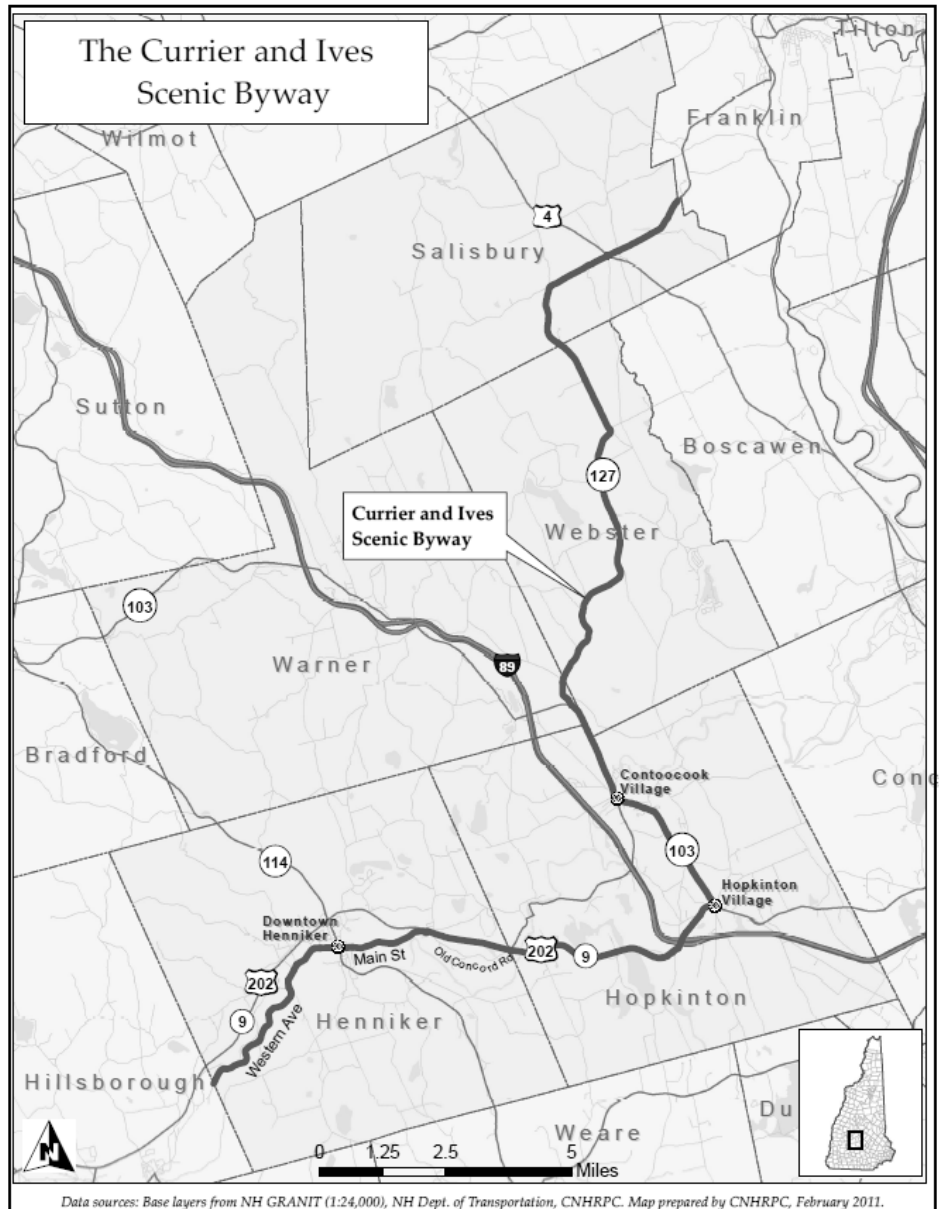 The Currier and Ives
Scenic Byway
Tilton
Wilmot
Franklin
4
Salisbury
Sutton
Boscawen
127
Currier and Ives
Scenic Byway
Webster
103
Warner
89
Bradford
Contoocook
Village
Conc
103
114
Hopkinton
Village
Downtown
Henniker
Main St
Old Concord Rd
202
9
202
9
Hopkinton
Henniker
Western Ave
Hillsborough
Du
N
Weare
0 1.25 2.5 5
Miles
Data sources: Base layers from NH GRANIT (1:24,000), NH Dept. of Transportation, CNHRPC. Map prepared by CNHRPC, February 2011.